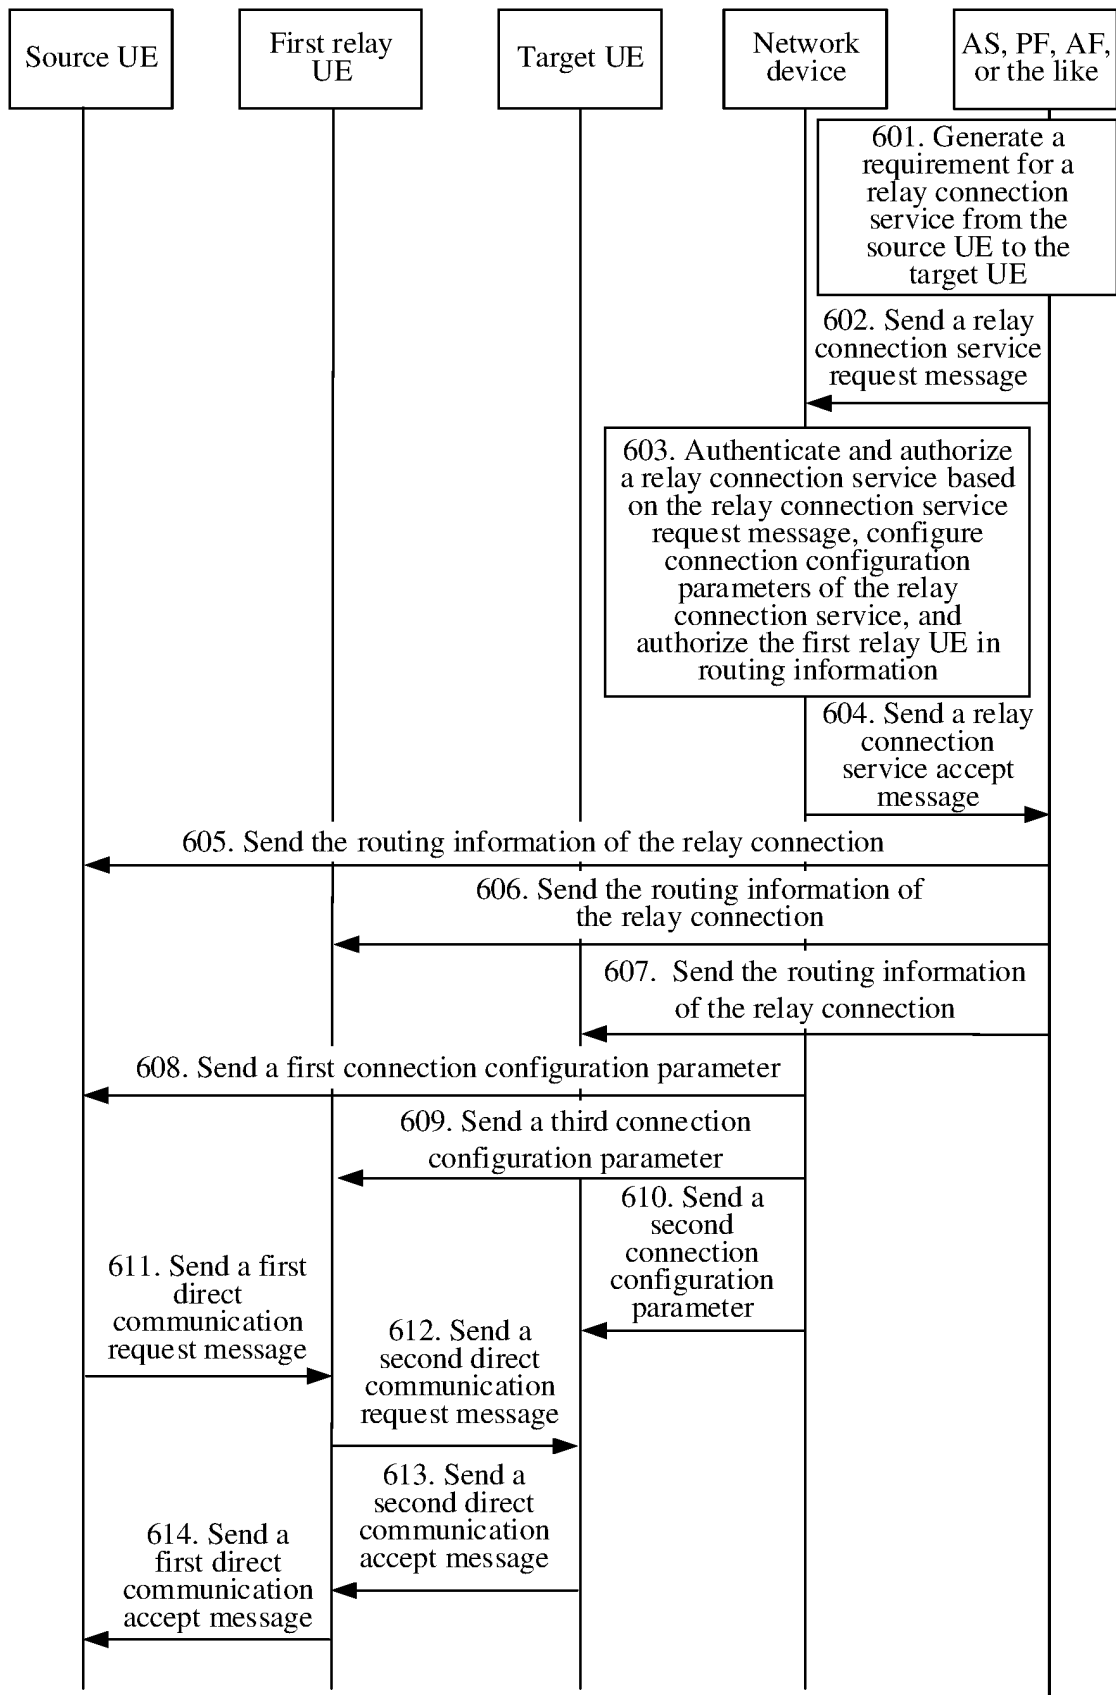 Source UE
First relay
UE
Target UE
Network
device
AS, PF, AF,
or the like
601. Generate a
requirement for a
relay connection
service from the
source UE to the
target UE
602. Send a relay
connection service
request message
603. Authenticate and authorize
a relay connection service based
on the relay connection service
request message, configure
connection configuration
parameters of the relay
connection service, and
authorize the first relay UE in
routing information
604. Send a relay
connection
service accept
message
605. Send the routing information of the relay connection
606. Send the routing information of
the relay connection
607. Send the routing information
of the relay connection
608. Send a first connection configuration parameter
609. Send a third connection
configuration parameter
610. Send a
second
connection
configuration
parameter
611. Send a first
direct
communication
request message
612. Send a
second direct
communication
request message
613. Send a
second direct
communication
accept message
614. Send a
first direct
communication
accept message